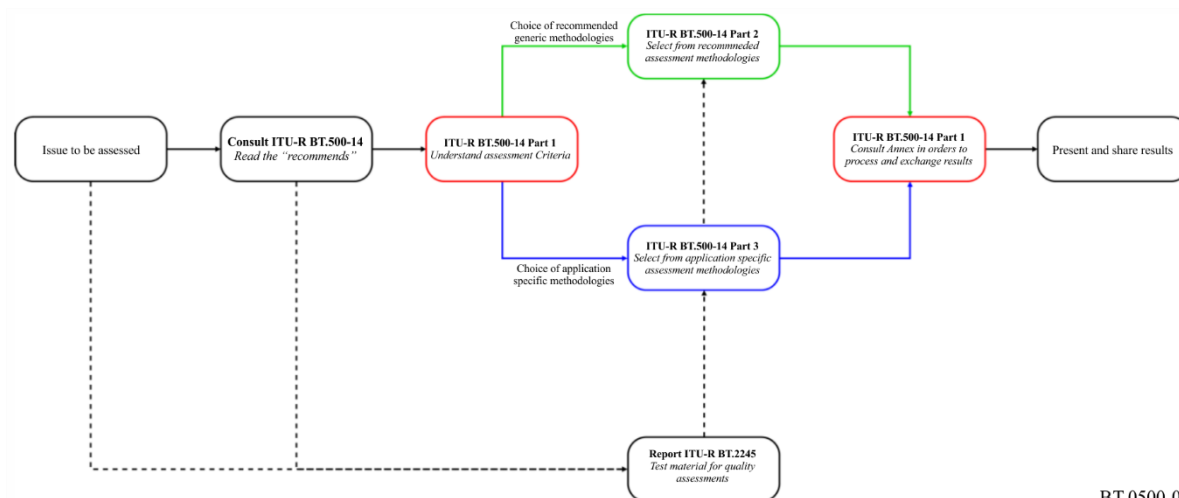 Choice of recommended
generic methodologies
ITU-R BT.500-14 Part 2
Select from recommneded
assessment methodologies
Issue to be assessed
Consult ITU-R BT.500-14
Read the “recommends”
ITU-R BT.500-14 Part 1
Understand assessment Criteria
ITU-R BT.500-14 Part 1
Consult Annex in orders to
process and exchange results
Present and share results
ITU-R BT.500-14 Part 3
Select from application specific
assessment methodologies
Choice of application
specific methodologies
Report ITU-R BT.2245
Test material for quality
assessments